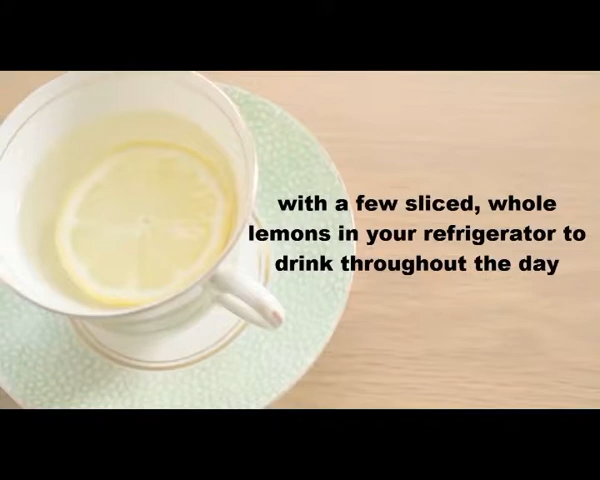 with a few sliced, whole
lemons in your refrigerator to
drink throughout the day